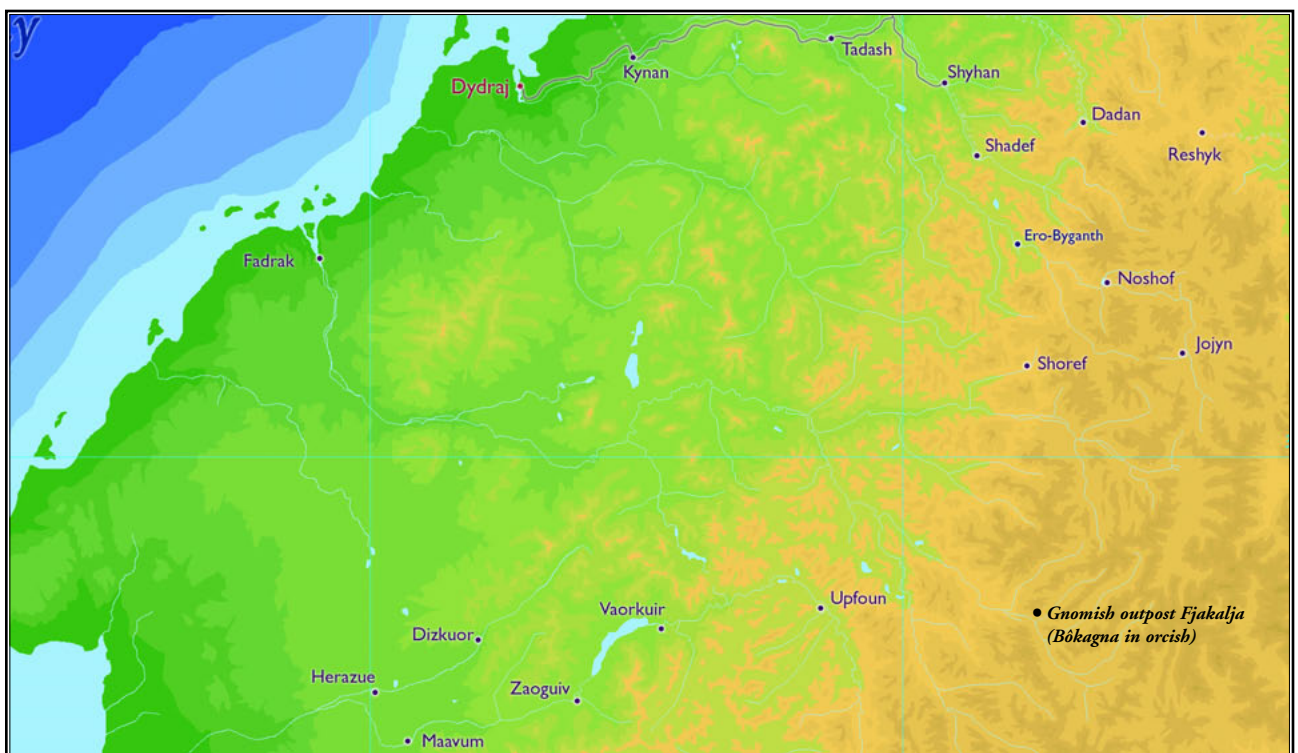 y
Tadash
Kynan
Shyhan
Dydraj
Dadan
Shadef
Reshyk
Ero-Byganth
Fadrak
Noshof
Jojyn
Shoref
Upfoun
Vaorkuir
Gnomish outpost Fjakalja
(Bôkagna in orcish)
Dizkuor
Herazue
Zaoguiv
Maavum